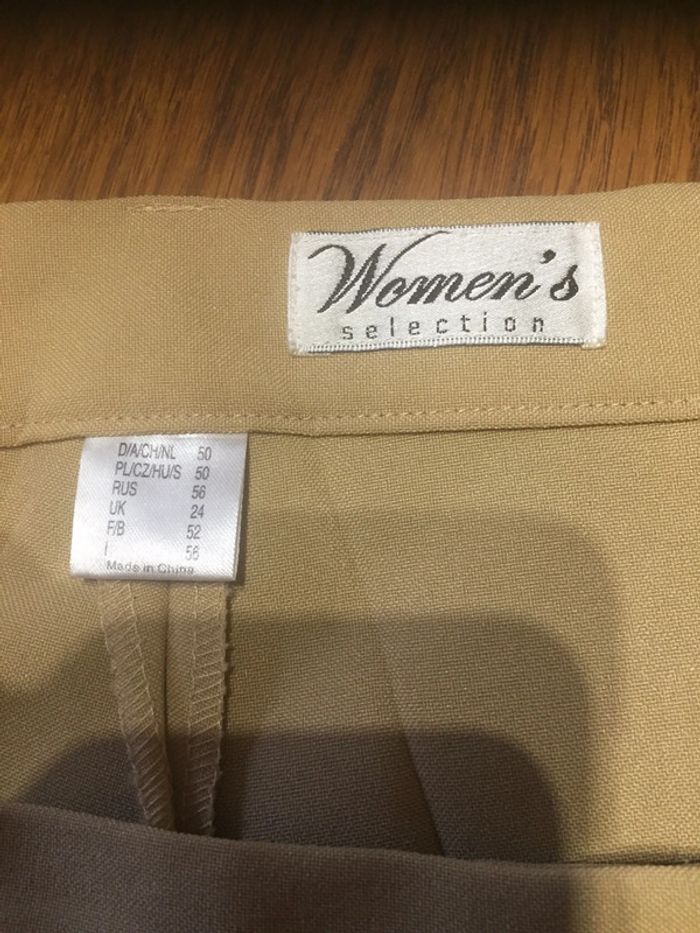 Women's
selection
D/A/CH/NL 50
PL/CZ/HU/S 50
RUS 56
UK 24
F/B 52
I 56
Made in China